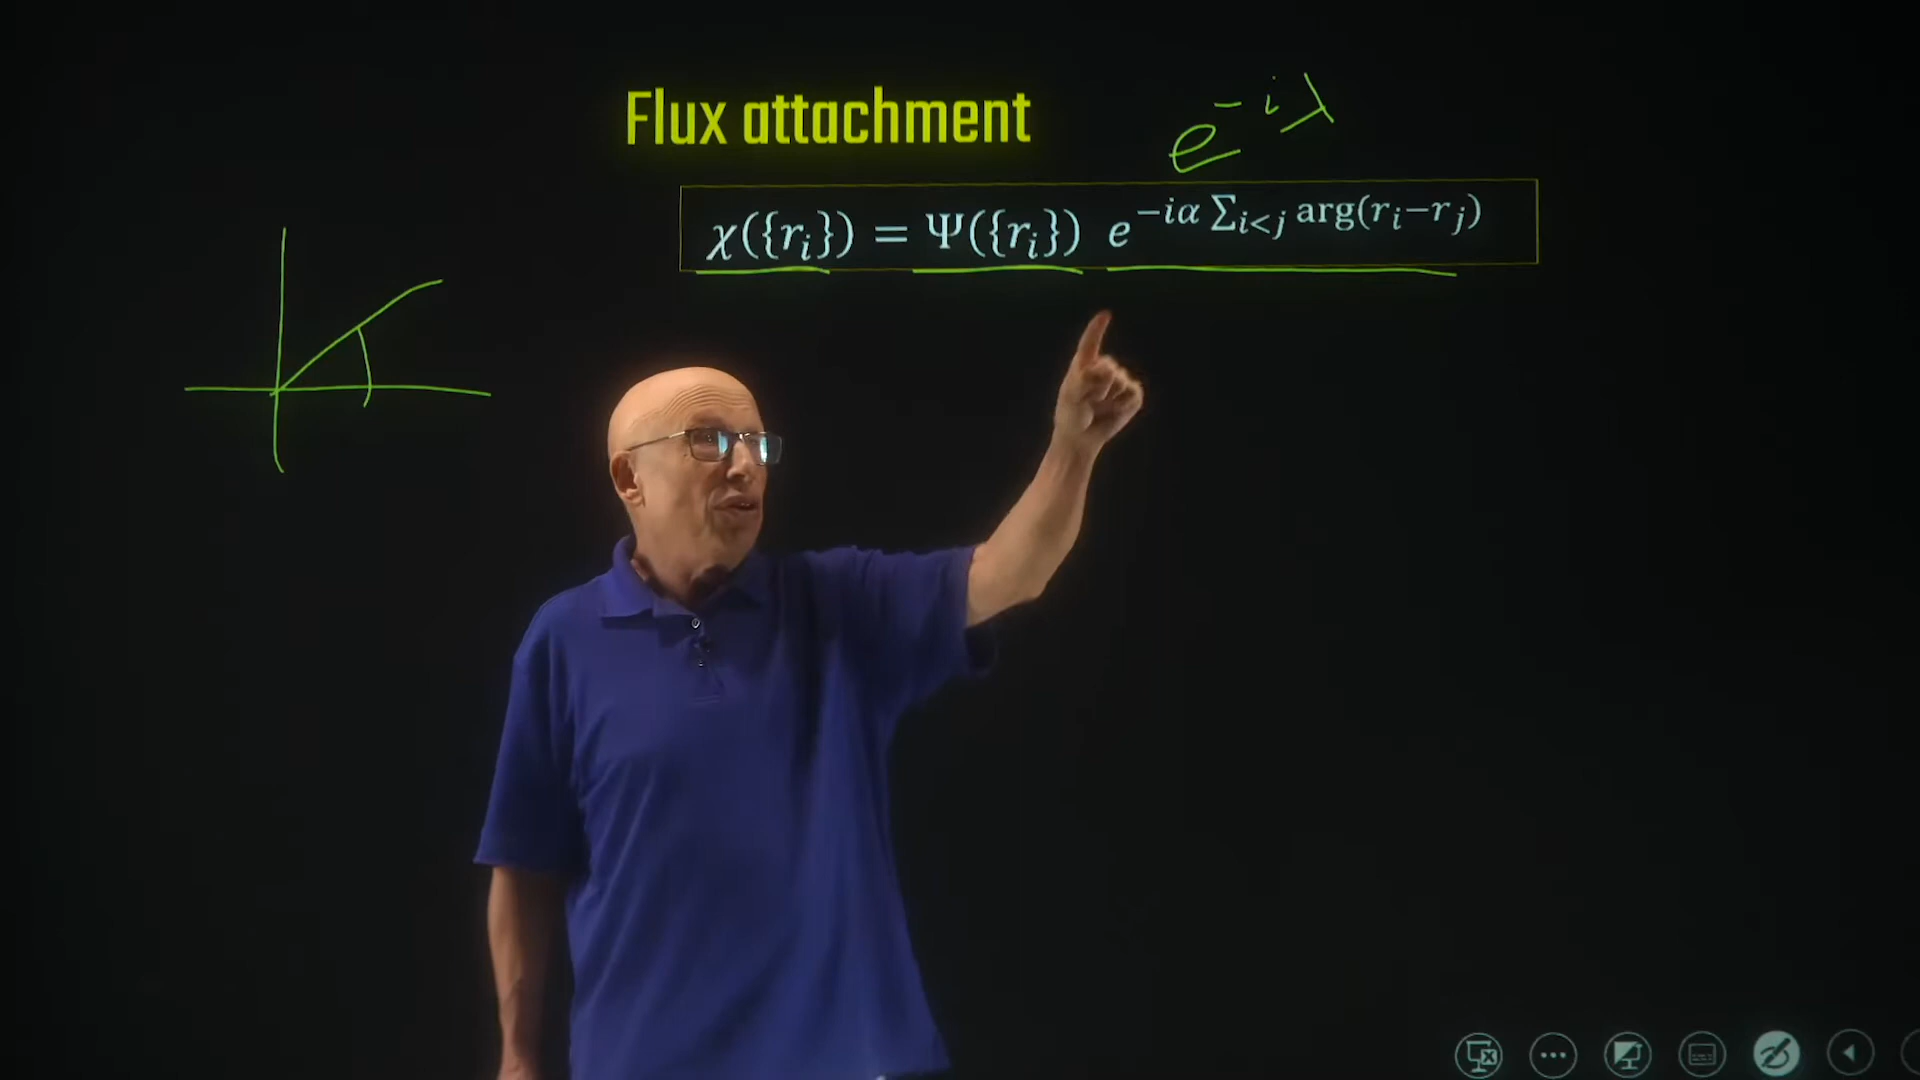 Flux attachment
e^{-iλ}
χ({r_i}) = Ψ({r_i}) e^{-iα Σ_{i<j} arg(r_i−r_j)}